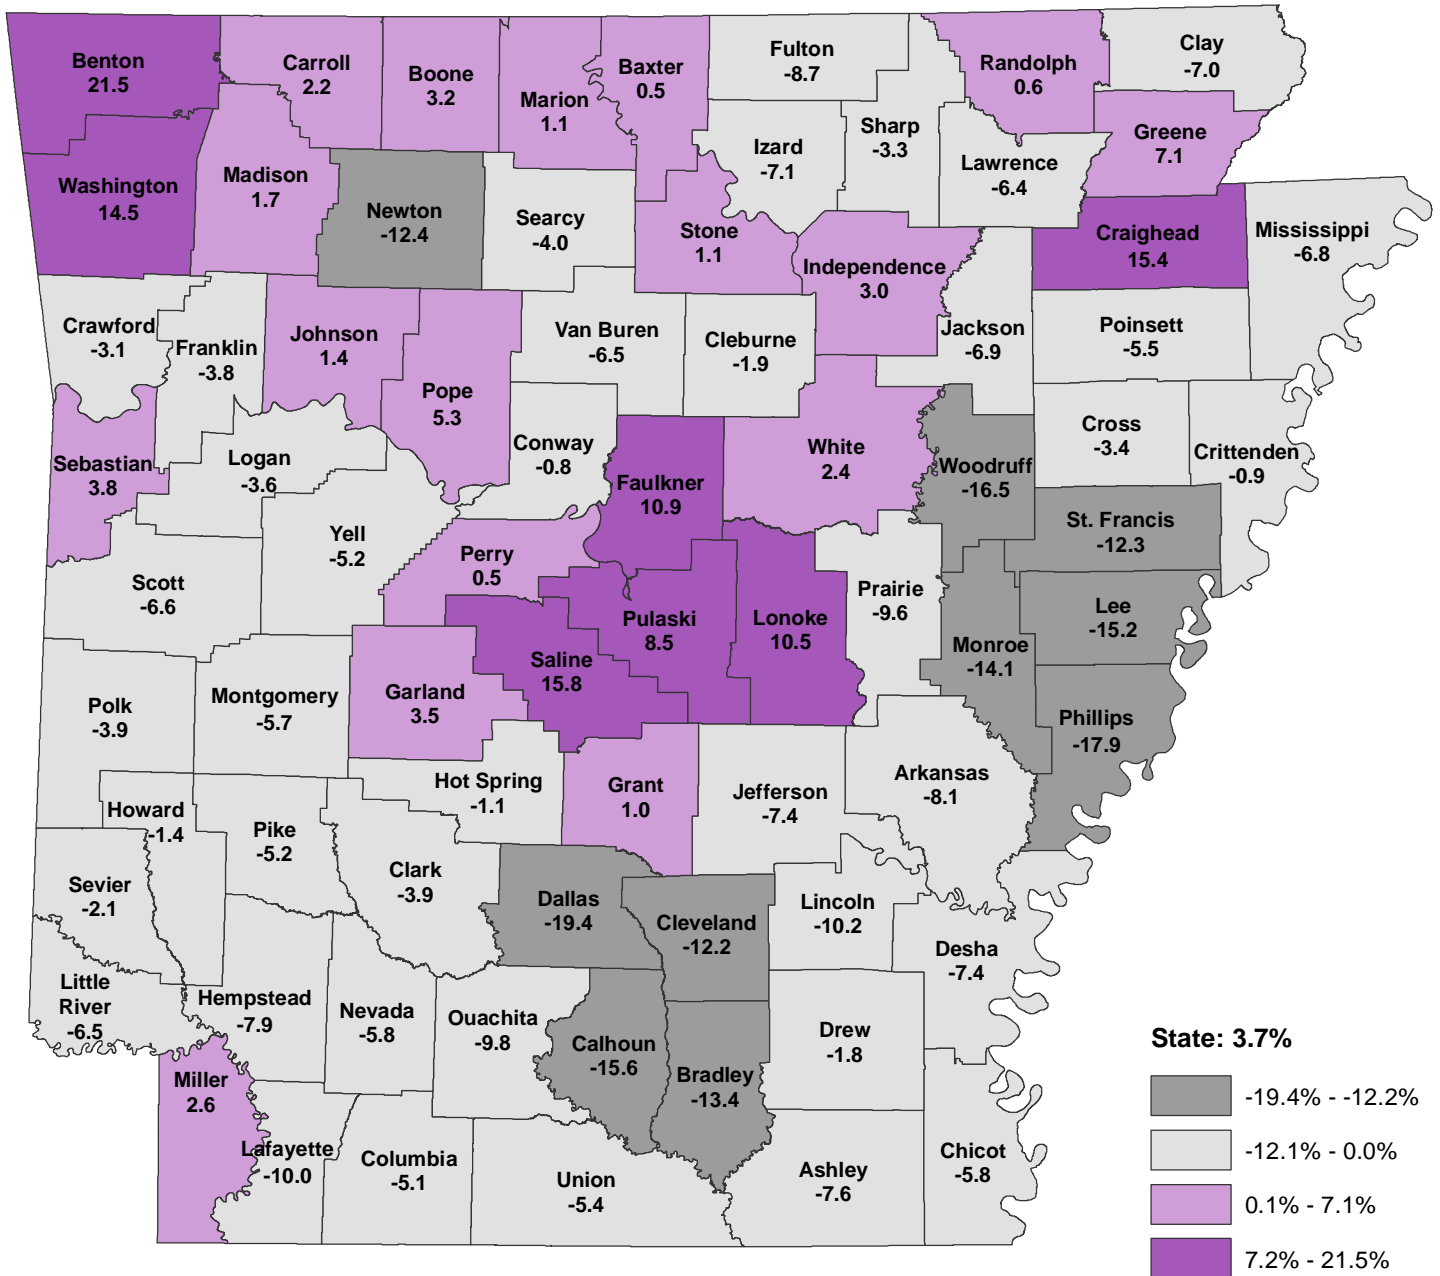 Benton
21.5
Carroll
2.2
Boone
3.2
Marion
1.1
Baxter
0.5
Fulton
-8.7
Randolph
0.6
Clay
-7.0
Washington
14.5
Madison
1.7
Newton
-12.4
Searcy
-4.0
Stone
1.1
Izard
-7.1
Sharp
-3.3
Lawrence
-6.4
Greene
7.1
Craighead
15.4
Mississippi
-6.8
Independence
3.0
Crawford
-3.1
Franklin
-3.8
Johnson
1.4
Pope
5.3
Van Buren
-6.5
Cleburne
-1.9
Jackson
-6.9
Poinsett
-5.5
Sebastian
3.8
Logan
-3.6
Conway
-0.8
Faulkner
10.9
White
2.4
Woodruff
-16.5
Cross
-3.4
Crittenden
-0.9
St. Francis
-12.3
Yell
-5.2
Perry
0.5
Scott
-6.6
Pulaski
8.5
Lonoke
10.5
Prairie
-9.6
Lee
-15.2
Monroe
-14.1
Saline
15.8
Garland
3.5
Montgomery
-5.7
Polk
-3.9
Phillips
-17.9
Hot Spring
-1.1
Grant
1.0
Jefferson
-7.4
Arkansas
-8.1
Howard
-1.4
Pike
-5.2
Clark
-3.9
Sevier
-2.1
Dallas
-19.4
Cleveland
-12.2
Lincoln
-10.2
Desha
-7.4
Little
River
-6.5
Hempstead
-7.9
Nevada
-5.8
Ouachita
-9.8
Calhoun
-15.6
Bradley
-13.4
Drew
-1.8
Miller
2.6
Lafayette
-10.0
Columbia
-5.1
Union
-5.4
Ashley
-7.6
Chicot
-5.8
State: 3.7%
-19.4% - -12.2%
-12.1% - 0.0%
0.1% - 7.1%
7.2% - 21.5%